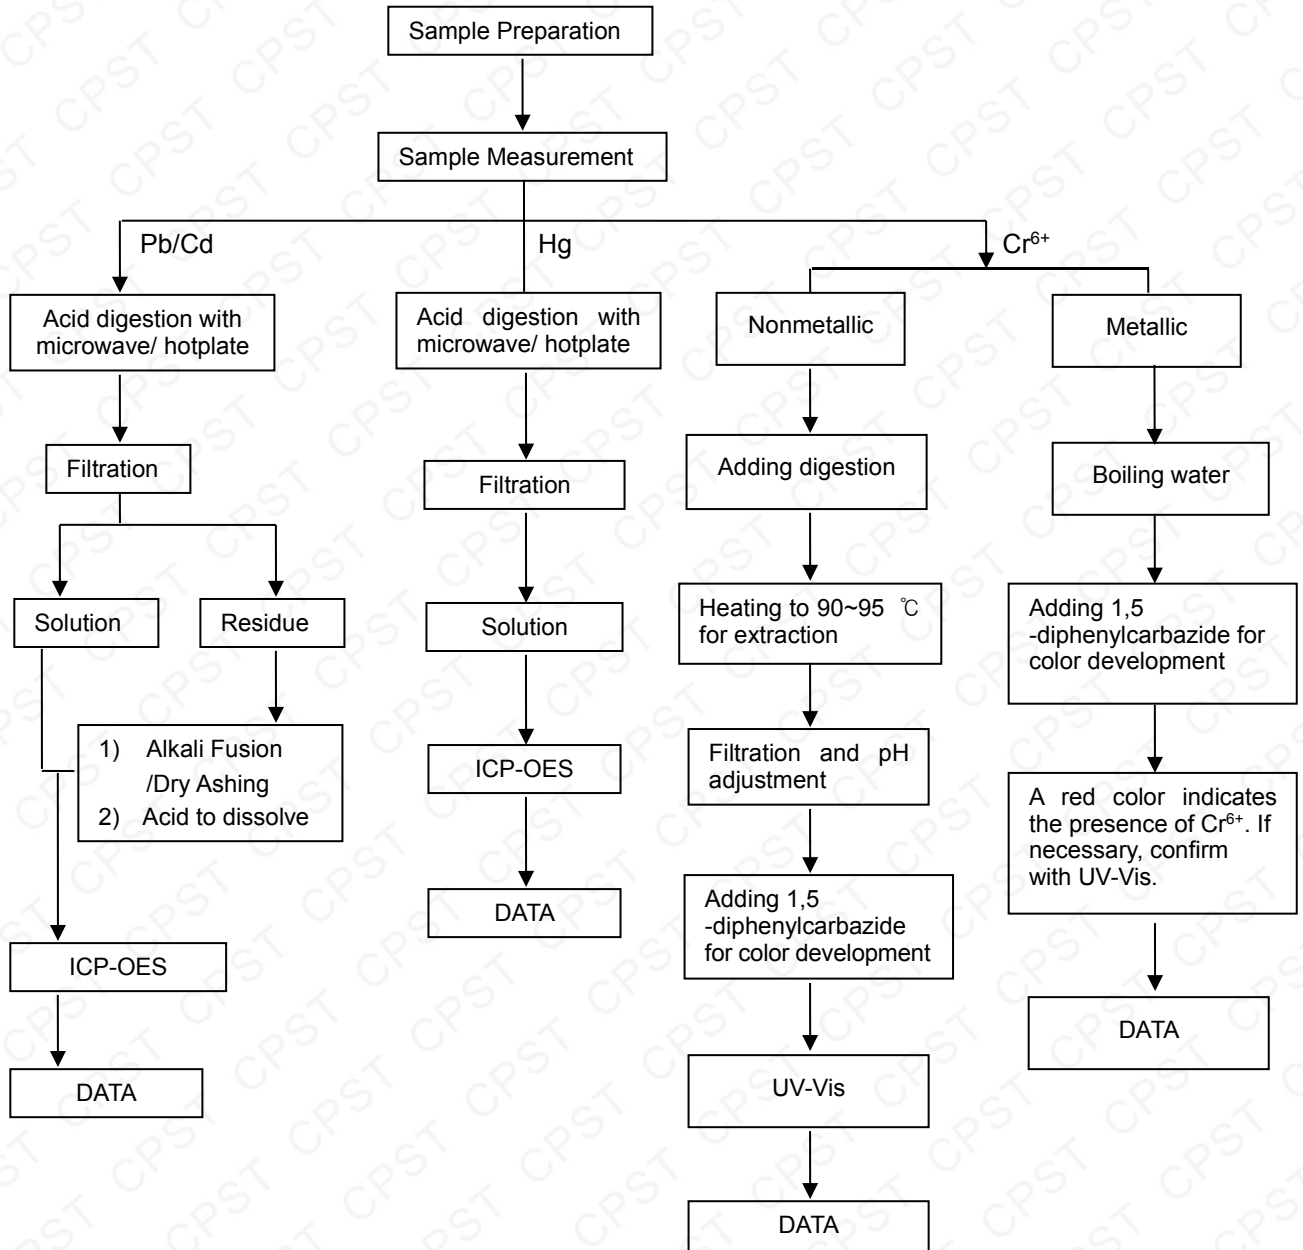 Sample Preparation
Sample Measurement
Pb/Cd
Hg
Cr⁶⁺
Acid digestion with
microwave/ hotplate
Acid digestion with
microwave/ hotplate
Nonmetallic
Metallic
Filtration
Filtration
Adding digestion
Boiling water
Solution
Residue
Solution
Heating to 90~95 ℃
for extraction
Adding 1,5
-diphenylcarbazide for
color development
1) Alkali Fusion
/Dry Ashing
2) Acid to dissolve
ICP-OES
Filtration and pH
adjustment
A red color indicates
the presence of Cr⁶⁺. If
necessary, confirm
with UV-Vis.
DATA
Adding 1,5
-diphenylcarbazide
for color development
ICP-OES
DATA
DATA
UV-Vis
DATA
CPST